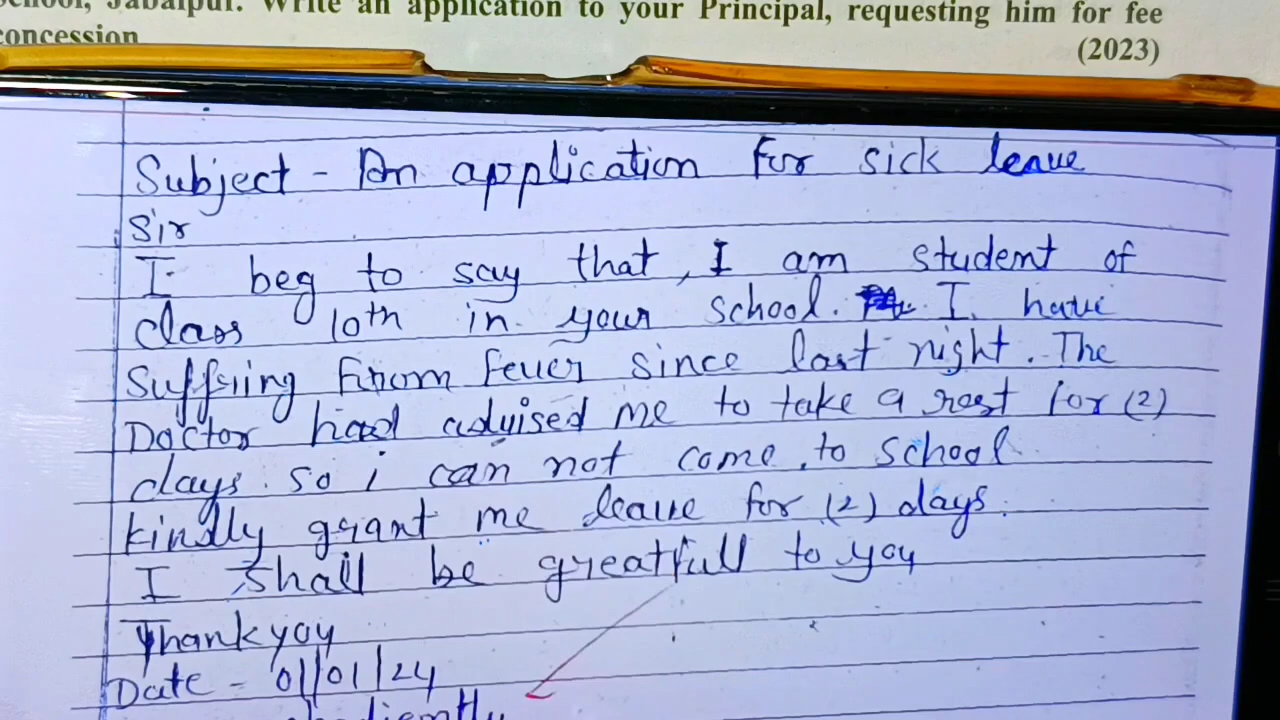 School, Jabalpur. Write an application to your Principal, requesting him for fee
concession
(2023)
Subject - An application for sick leave
Sir
I beg to say that, I am student of
class 10th in your school. I have
Suffring From fever since last night. The
Doctor had advised me to take a rest for (2)
days. so i can not come to school
kindly grant me leave for (2) days.
I shall be greatfull to you
Thank you
Date - 01/01/24
obediently